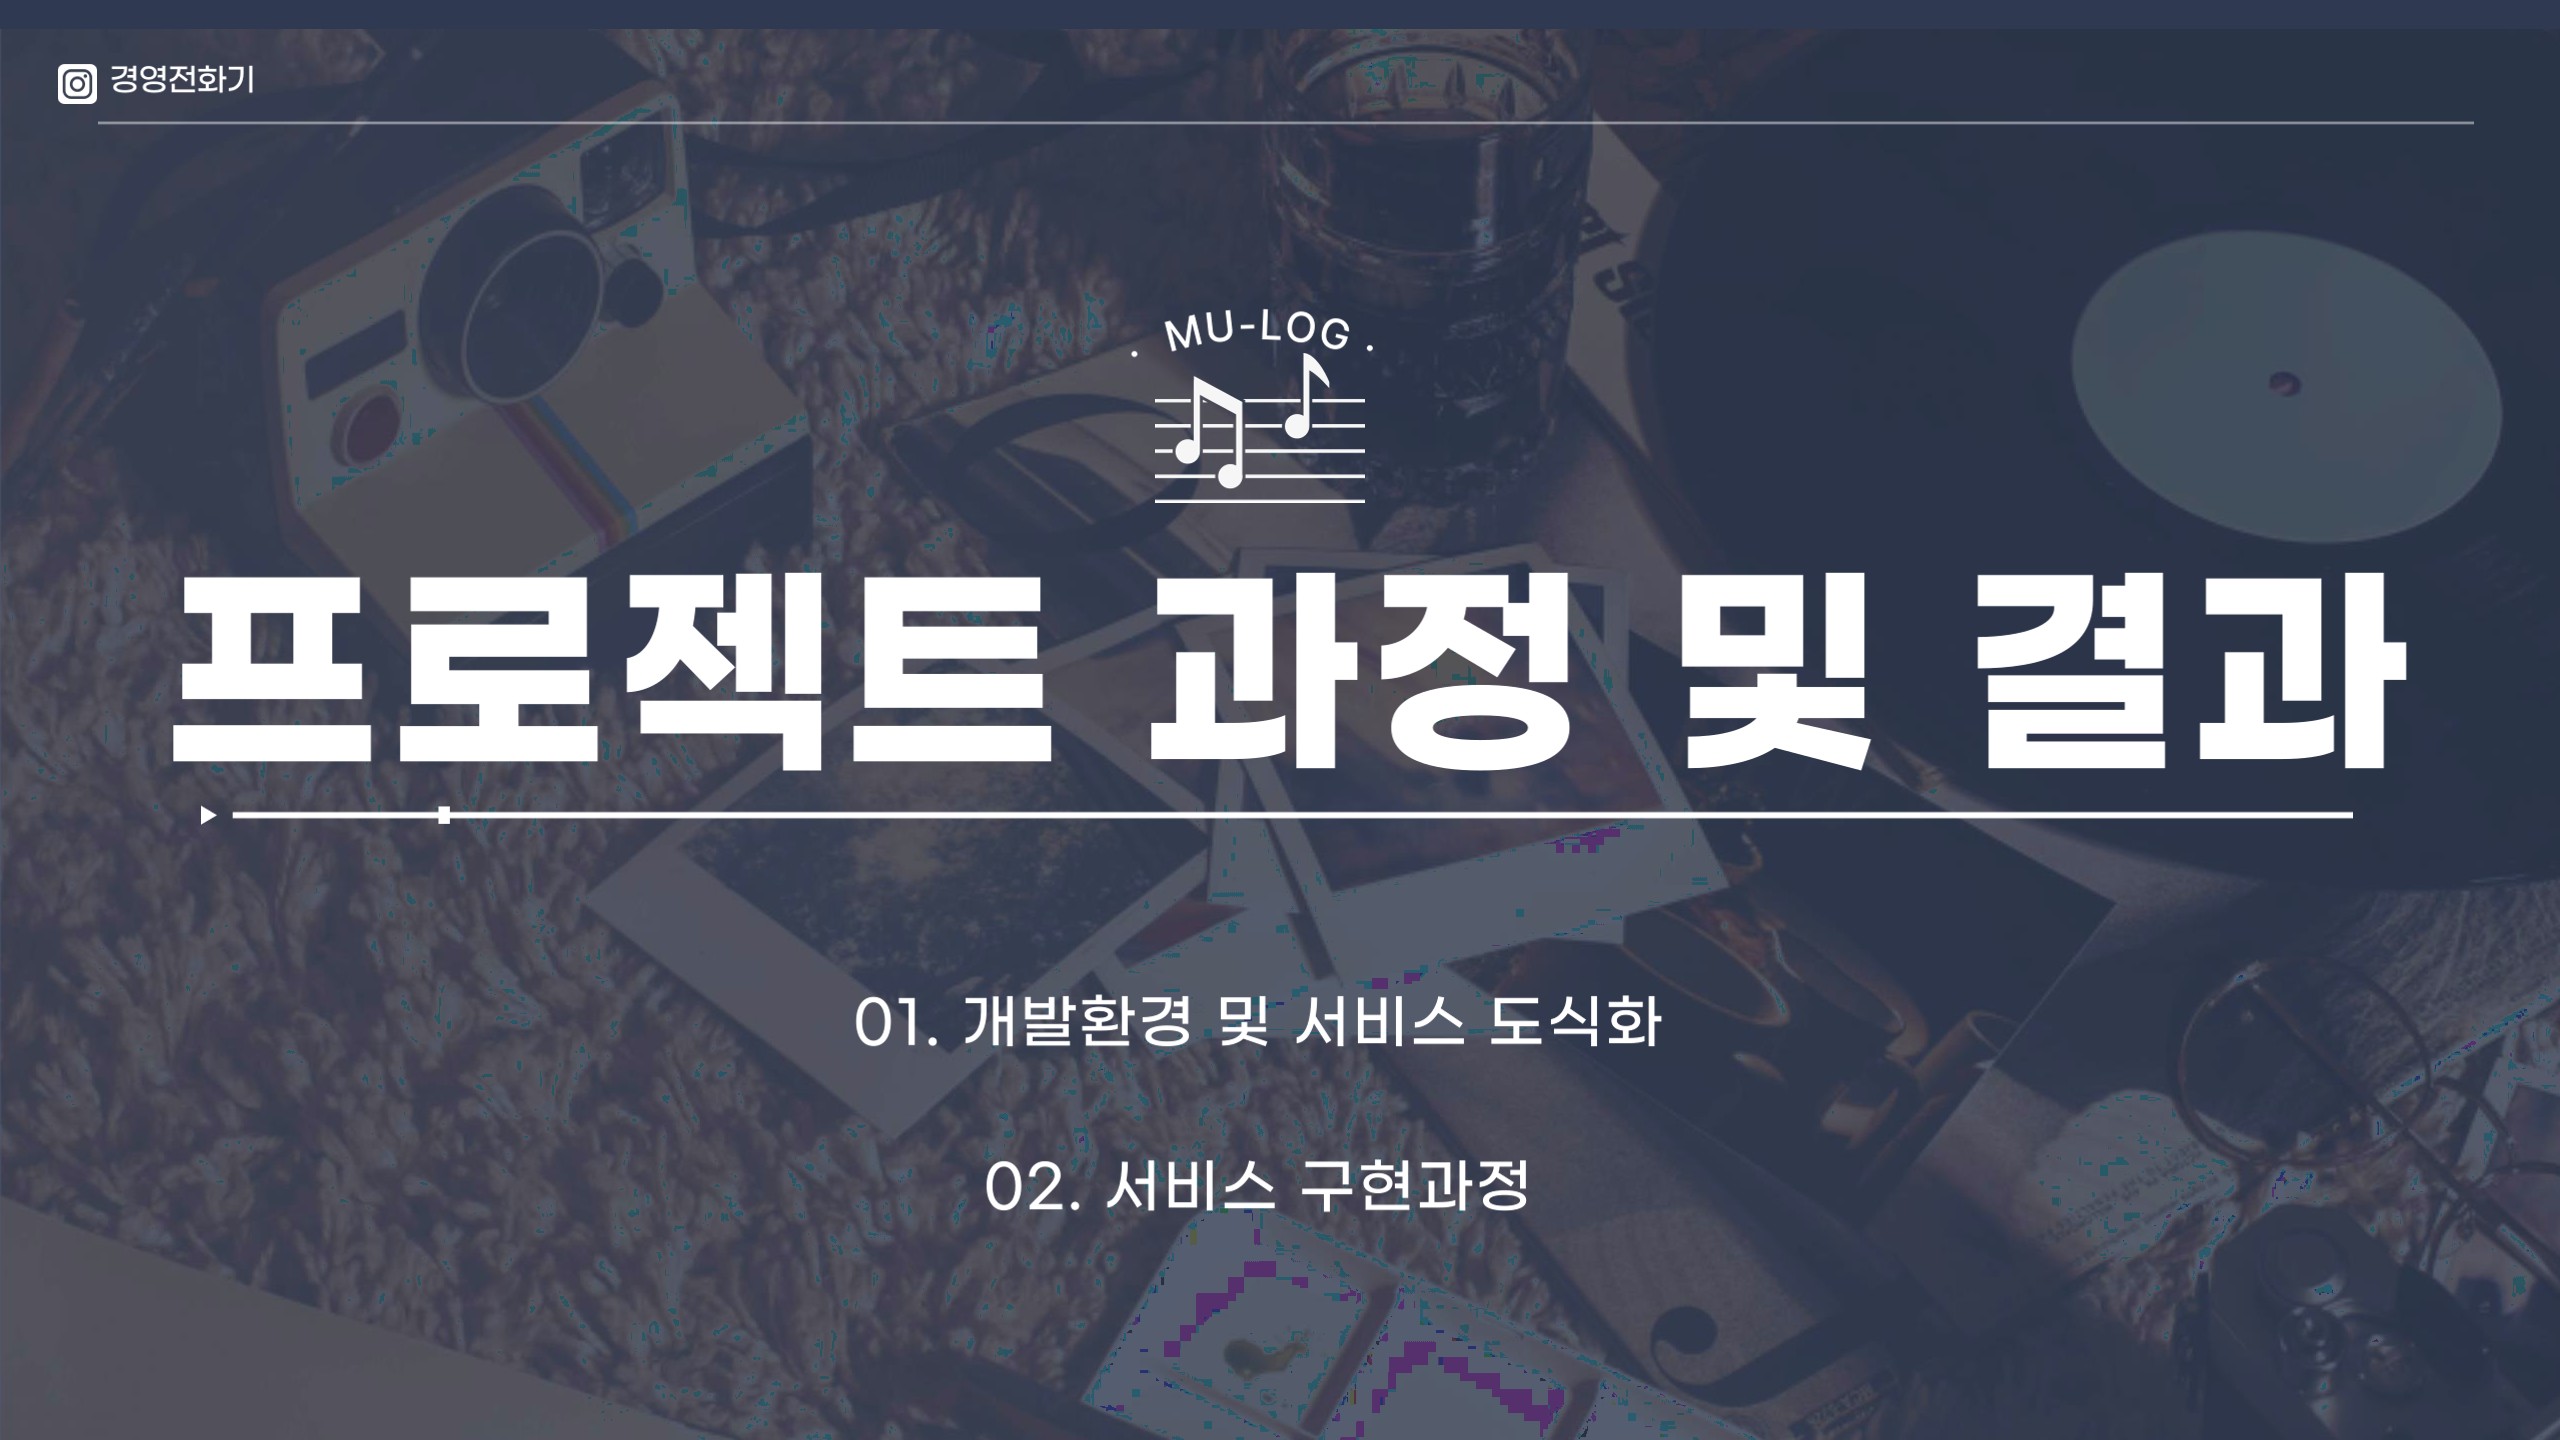 경영전화기
. MU-LOG .
프로젝트 과정 및 결과
01. 개발환경 및 서비스 도식화
02. 서비스 구현과정